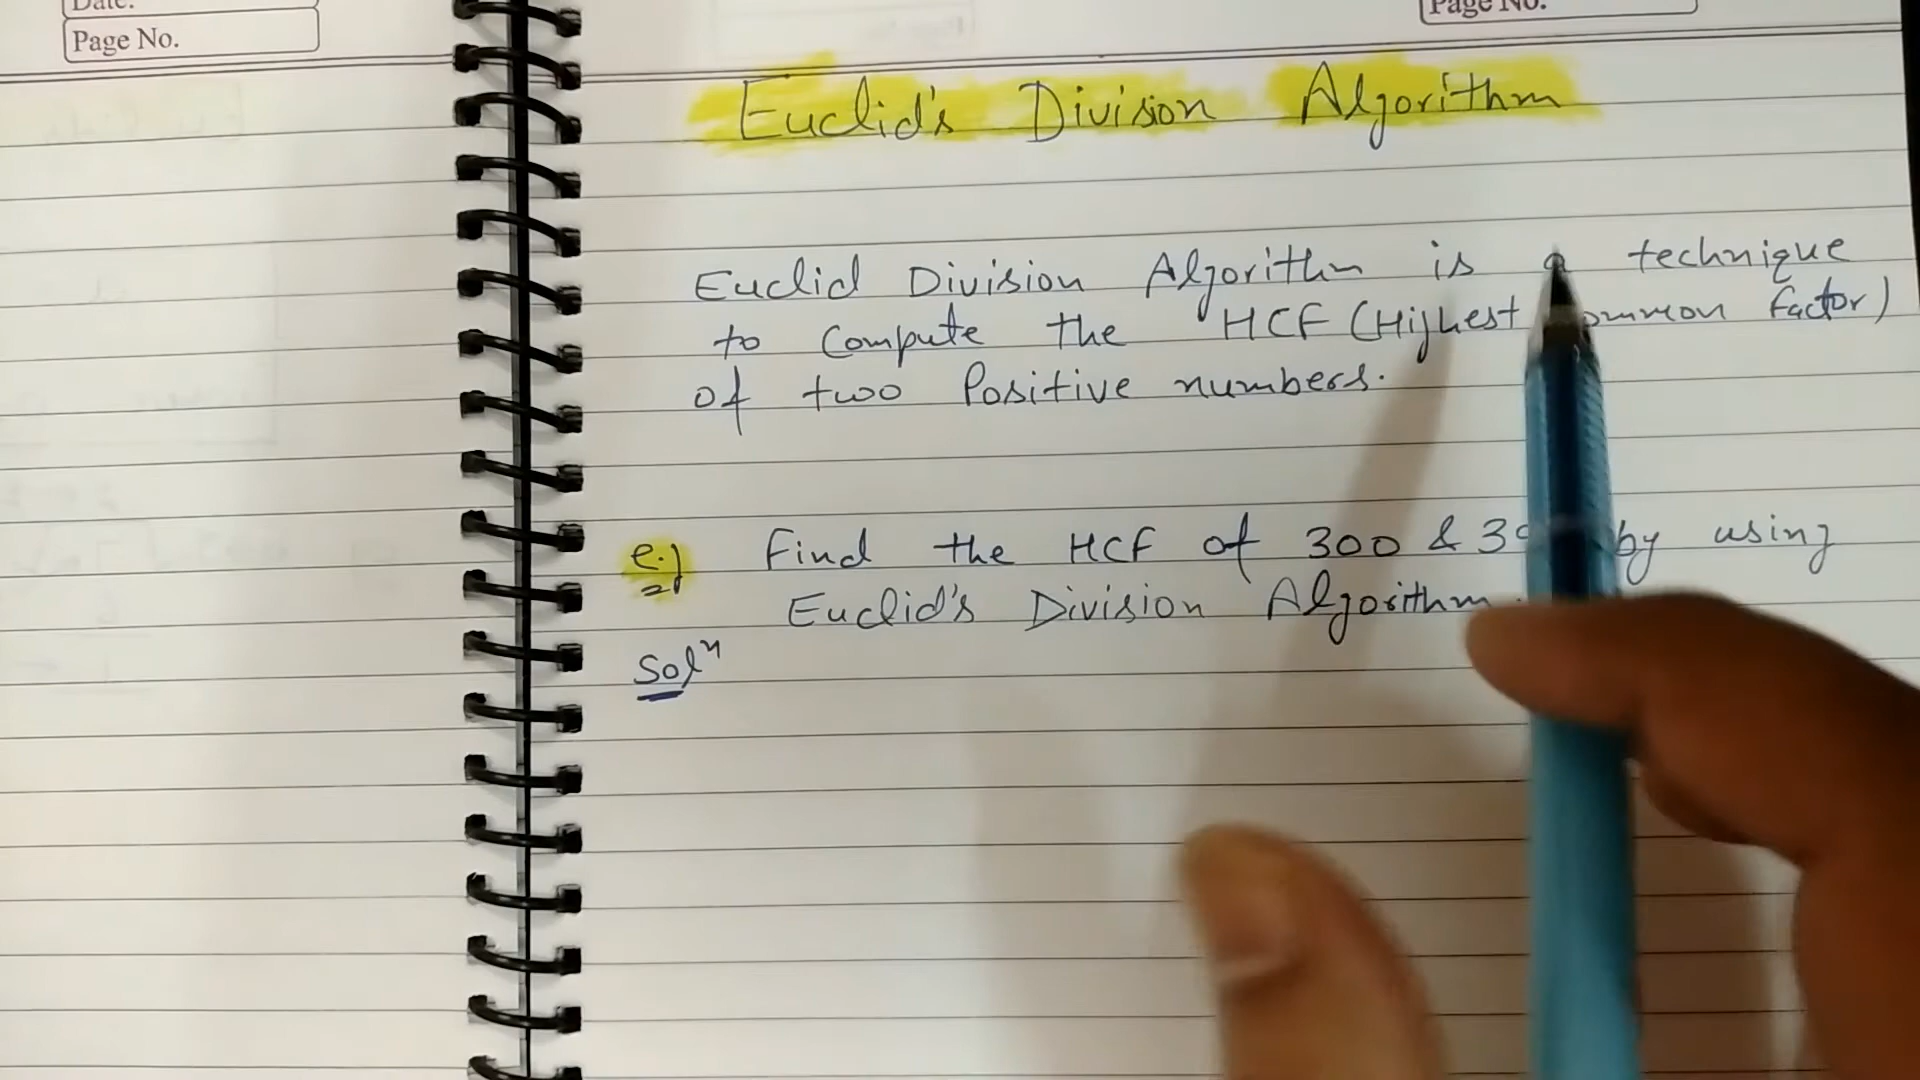 Date.
Page No.
Page No.
Euclid's Division Algorithm
Euclid Division Algorithm is a technique
to Compute the HCF (Highest Common factor)
of two Positive numbers.
e.g Find the HCF of 300 & by using
Euclid's Division Algorithm.
Solⁿ